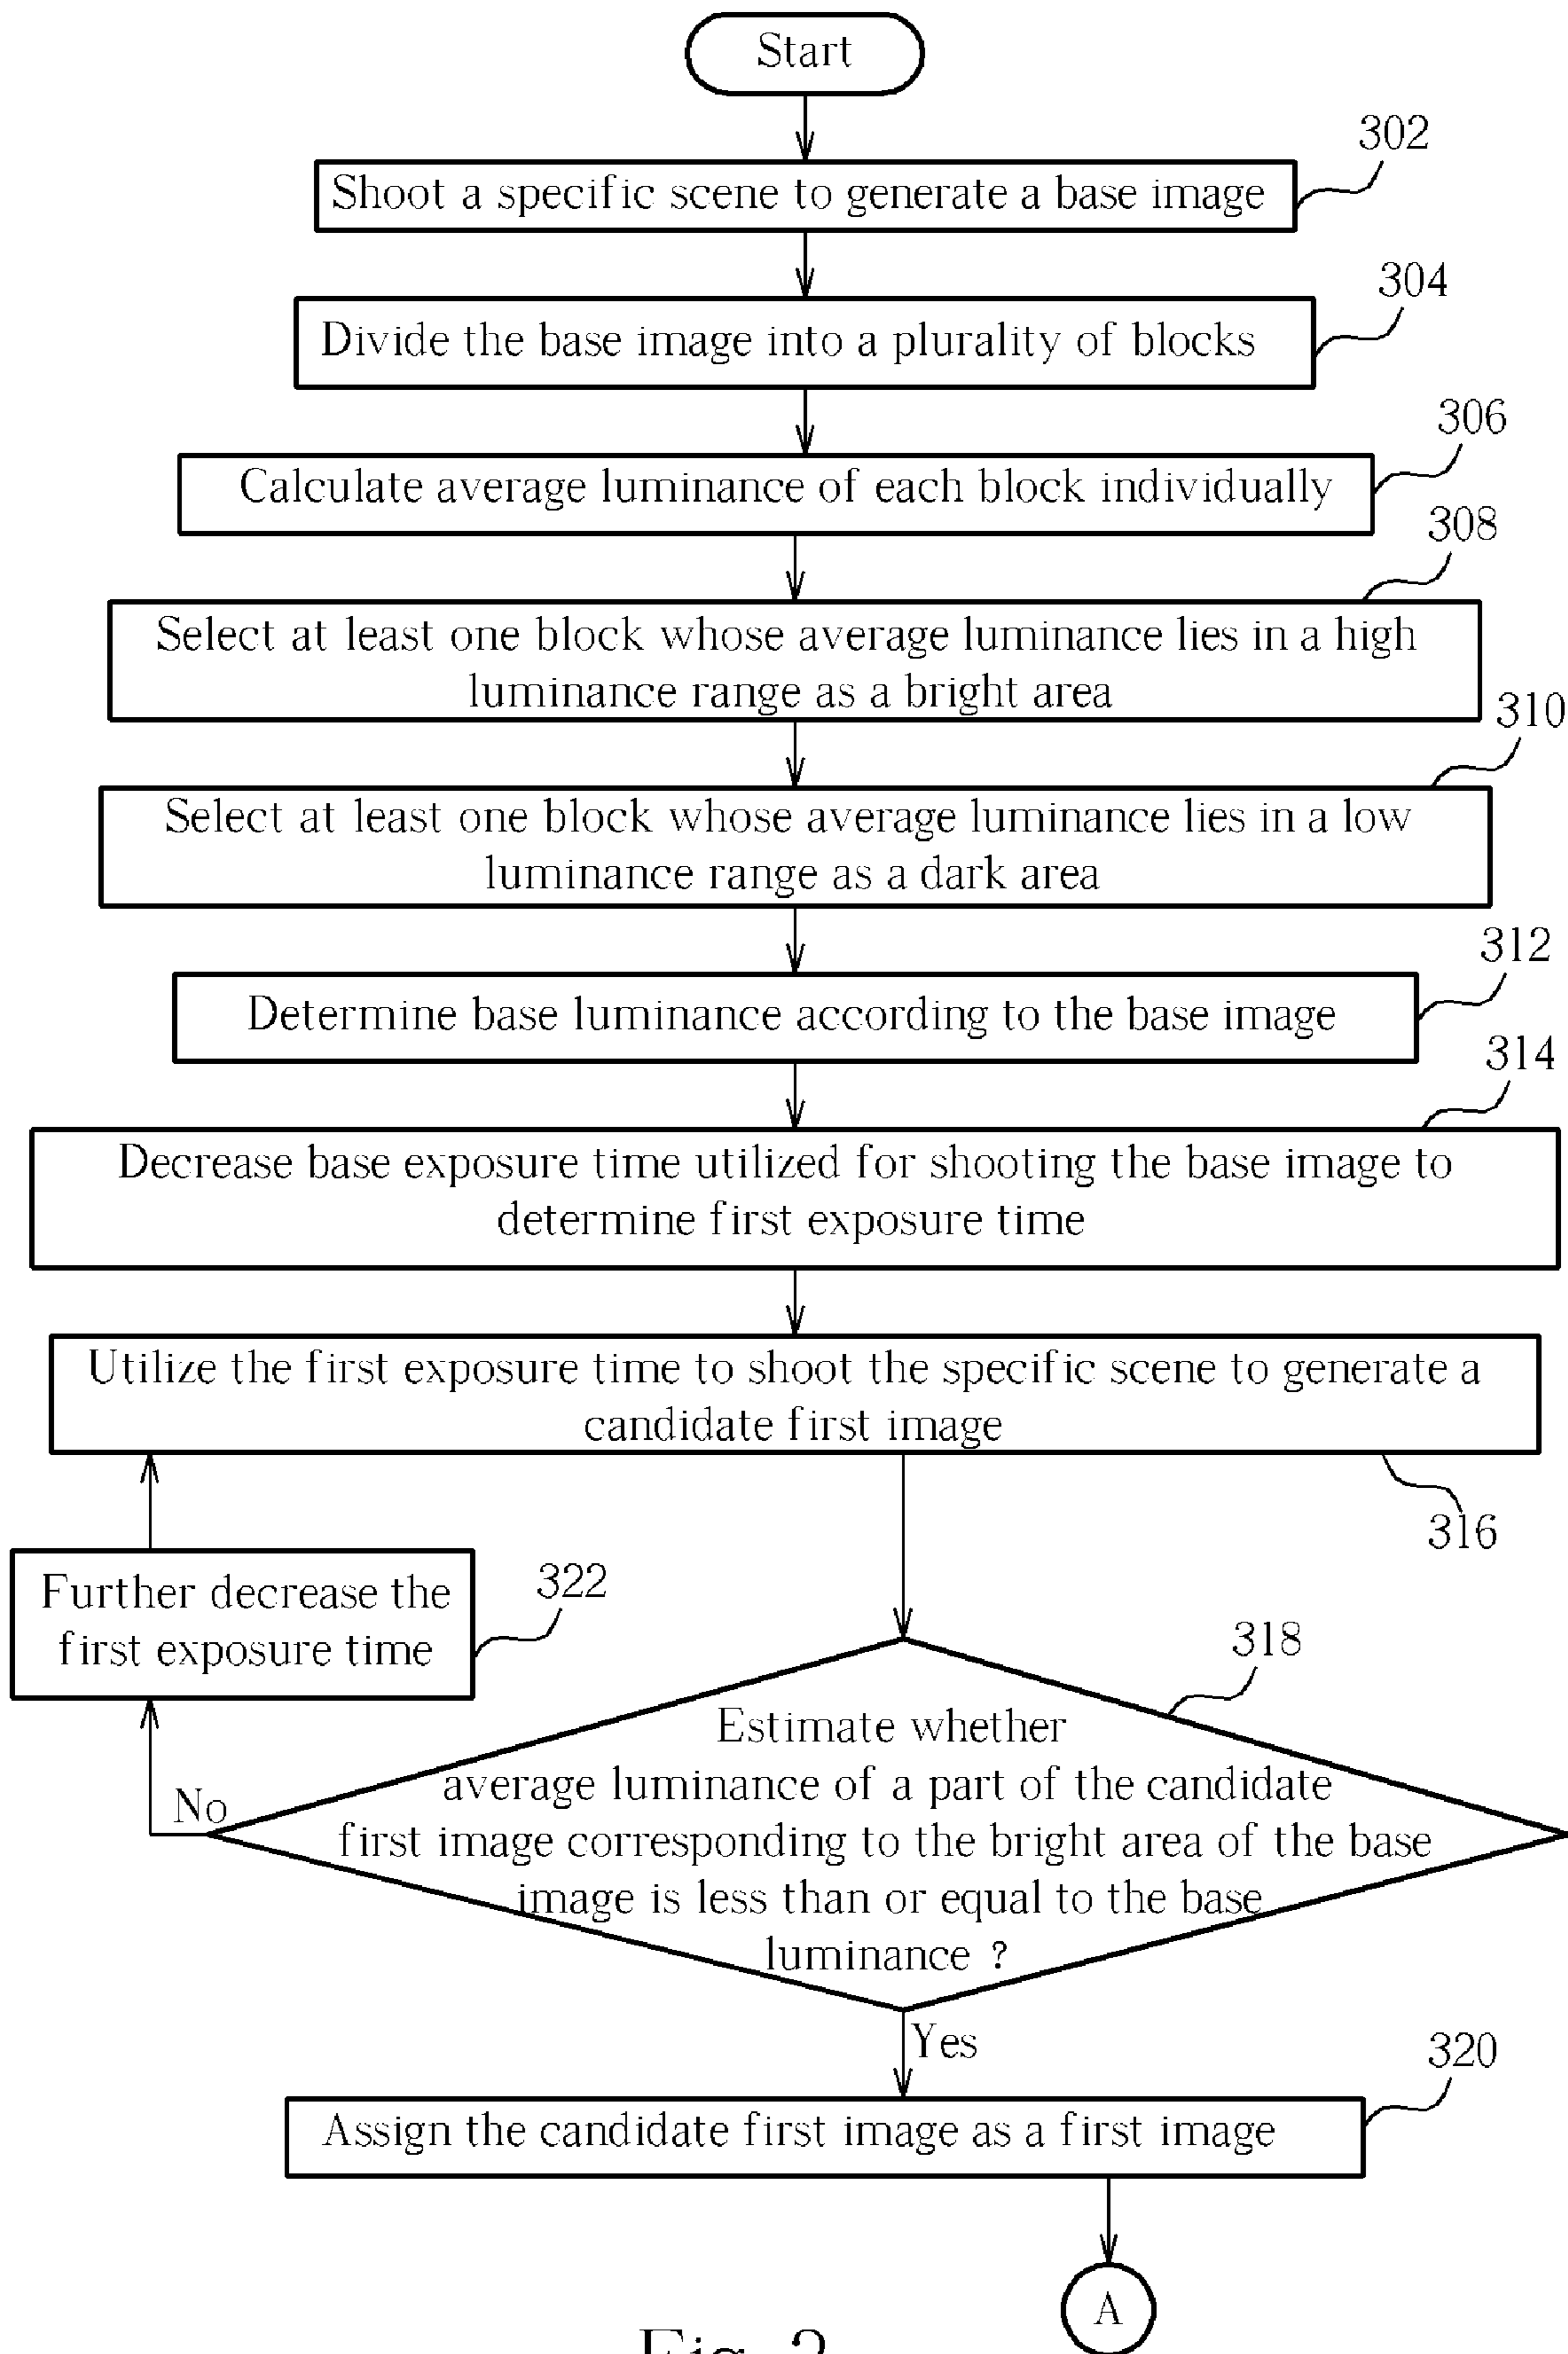 Start
302
Shoot a specific scene to generate a base image
304
Divide the base image into a plurality of blocks
306
Calculate average luminance of each block individually
308
Select at least one block whose average luminance lies in a high
luminance range as a bright area
310
Select at least one block whose average luminance lies in a low
luminance range as a dark area
312
Determine base luminance according to the base image
314
Decrease base exposure time utilized for shooting the base image to
determine first exposure time
Utilize the first exposure time to shoot the specific scene to generate a
candidate first image
316
Further decrease the
first exposure time
322
318
Estimate whether
average luminance of a part of the candidate
first image corresponding to the bright area of the base
image is less than or equal to the base
luminance ?
No
Yes
320
Assign the candidate first image as a first image
A
Fig.